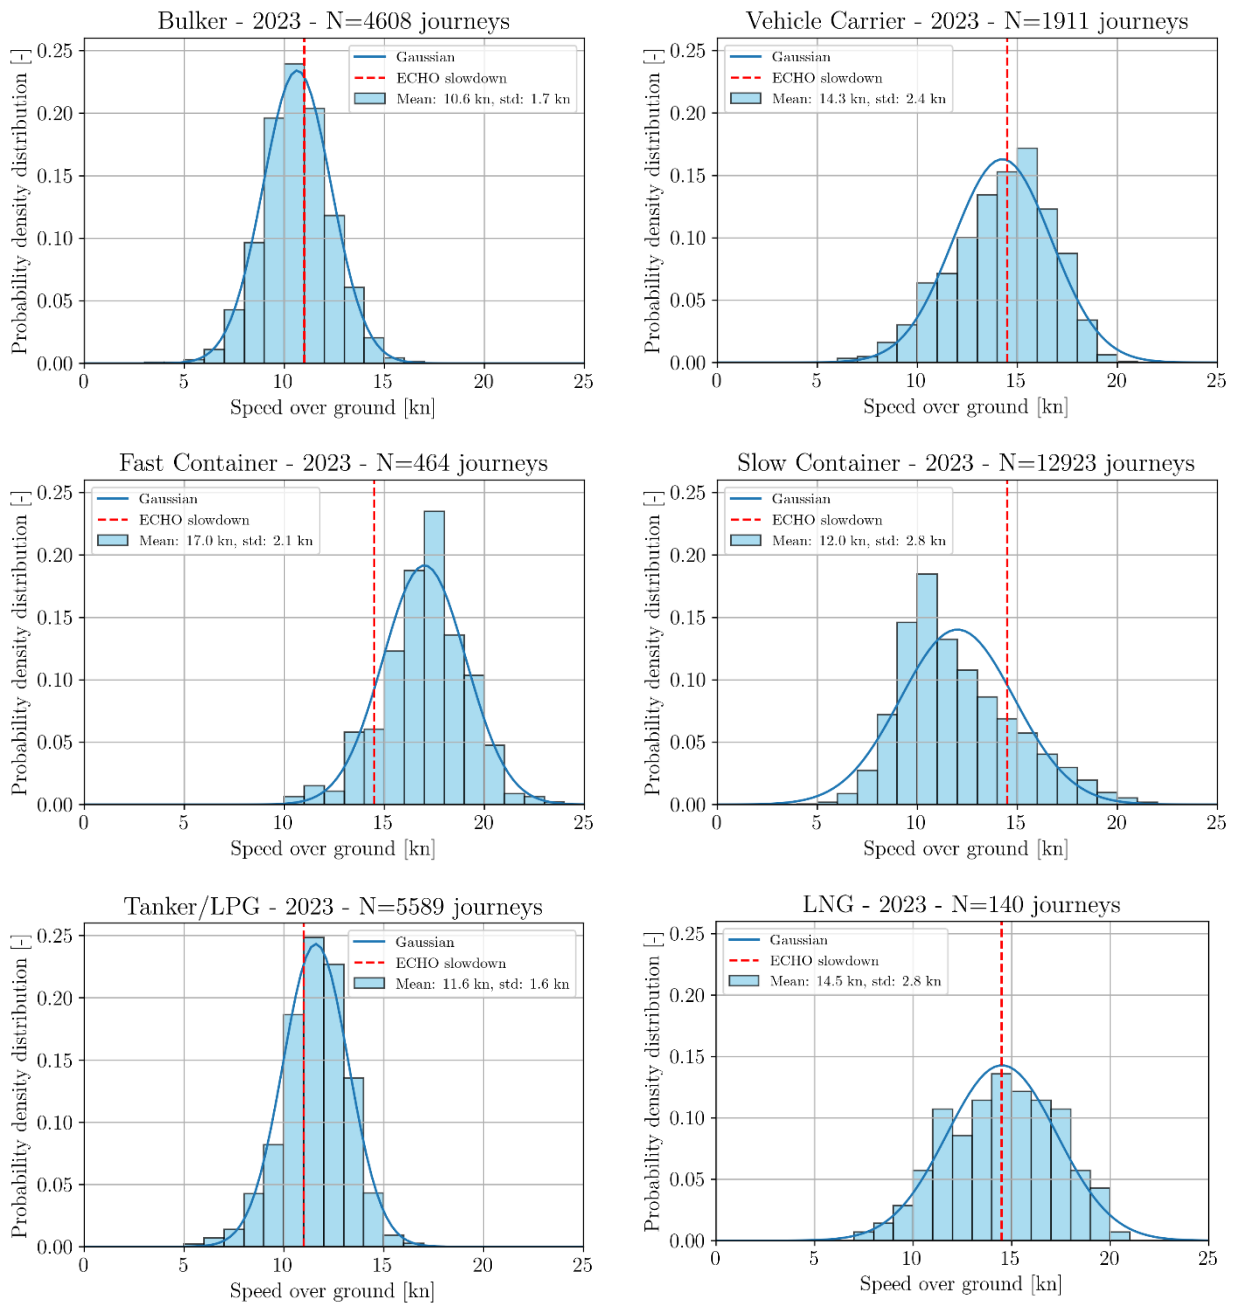 Bulker - 2023 - N=4608 journeys
Probability density distribution [-]
0.25
0.20
0.15
0.10
0.05
0.00
Gaussian
ECHO slowdown
Mean: 10.6 kn, std: 1.7 kn
0 5 10 15 20 25
Speed over ground [kn]
Vehicle Carrier - 2023 - N=1911 journeys
Probability density distribution [-]
0.25
0.20
0.15
0.10
0.05
0.00
Gaussian
ECHO slowdown
Mean: 14.3 kn, std: 2.4 kn
0 5 10 15 20 25
Speed over ground [kn]
Fast Container - 2023 - N=464 journeys
Probability density distribution [-]
0.25
0.20
0.15
0.10
0.05
0.00
Gaussian
ECHO slowdown
Mean: 17.0 kn, std: 2.1 kn
0 5 10 15 20 25
Speed over ground [kn]
Slow Container - 2023 - N=12923 journeys
Probability density distribution [-]
0.25
0.20
0.15
0.10
0.05
0.00
Gaussian
ECHO slowdown
Mean: 12.0 kn, std: 2.8 kn
0 5 10 15 20 25
Speed over ground [kn]
Tanker/LPG - 2023 - N=5589 journeys
Probability density distribution [-]
0.25
0.20
0.15
0.10
0.05
0.00
Gaussian
ECHO slowdown
Mean: 11.6 kn, std: 1.6 kn
0 5 10 15 20 25
Speed over ground [kn]
LNG - 2023 - N=140 journeys
Probability density distribution [-]
0.25
0.20
0.15
0.10
0.05
0.00
Gaussian
ECHO slowdown
Mean: 14.5 kn, std: 2.8 kn
0 5 10 15 20 25
Speed over ground [kn]